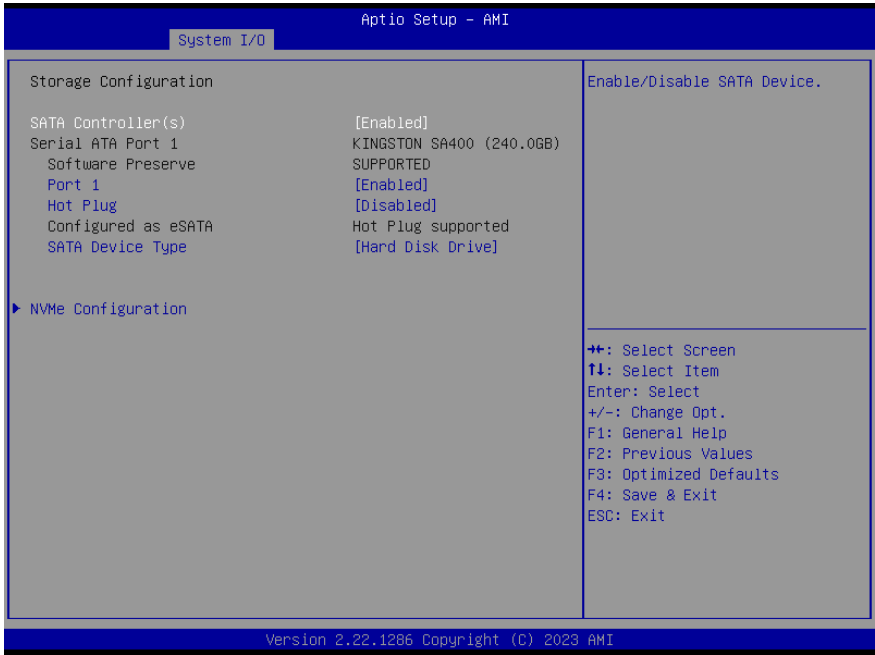 Aptio Setup – AMI
System I/O
Storage Configuration
SATA Controller(s) [Enabled]
Serial ATA Port 1 KINGSTON SA400 (240.0GB)
Software Preserve SUPPORTED
Port 1 [Enabled]
Hot Plug [Disabled]
Configured as eSATA Hot Plug supported
SATA Device Type [Hard Disk Drive]
NVMe Configuration
Enable/Disable SATA Device.
→←: Select Screen
↑↓: Select Item
Enter: Select
+/-: Change Opt.
F1: General Help
F2: Previous Values
F3: Optimized Defaults
F4: Save & Exit
ESC: Exit
Version 2.22.1286 Copyright (C) 2023 AMI